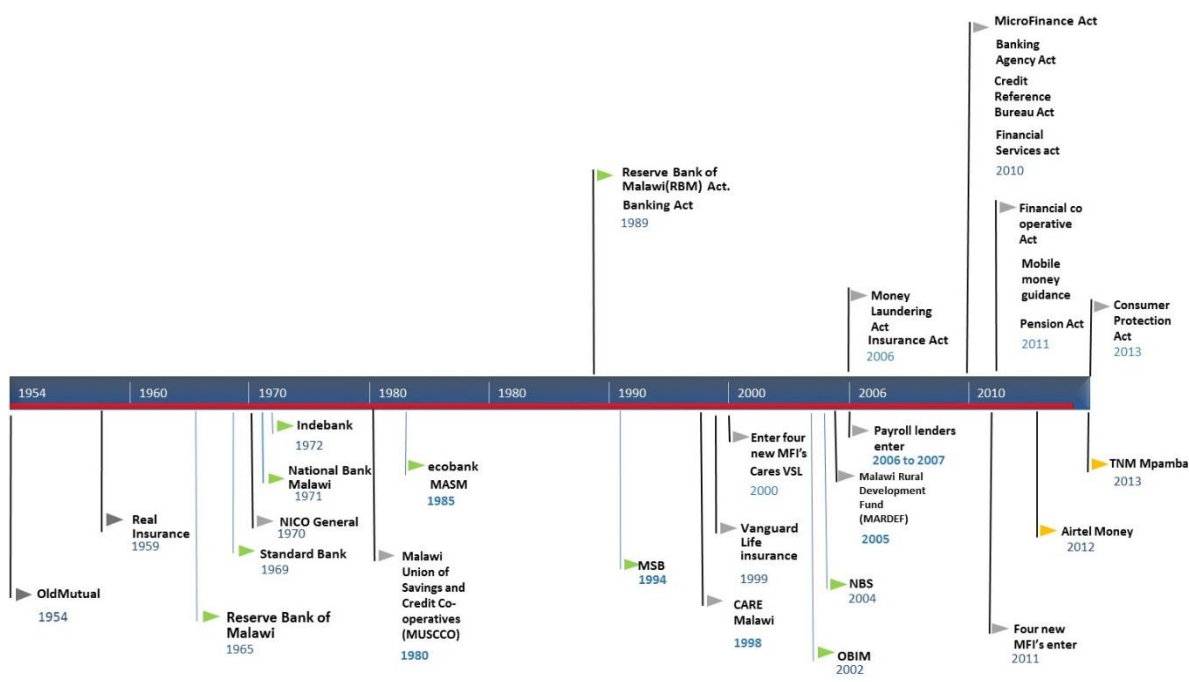 MicroFinance Act
Banking
Agency Act
Credit
Reference
Bureau Act
Financial
Services act
2010
Reserve Bank of
Malawi(RBM) Act.
Banking Act
1989
Financial co
operative
Act
Mobile
money
guidance
Pension Act
2011
Money
Laundering
Act
Insurance Act
2006
Consumer
Protection
Act
2013
1954
1960
1970
1980
1980
1990
2000
2006
2010
Indebank
1972
National Bank
Malawi
1971
NICO General
1970
Standard Bank
1969
Real
Insurance
1959
OldMutual
1954
Reserve Bank of
Malawi
1965
ecobank
MASM
1985
Malawi
Union of
Savings and
Credit Co-
operatives
(MUSCCO)
1980
MSB
1994
Enter four
new MFI's
Cares VSL
2000
Vanguard
Life
insurance
1999
CARE
Malawi
1998
Payroll lenders
enter
2006 to 2007
Malawi Rural
Development
Fund
(MARDEF)
2005
NBS
2004
OBIM
2002
TNM Mpamba
2013
Airtel Money
2012
Four new
MFI's enter
2011